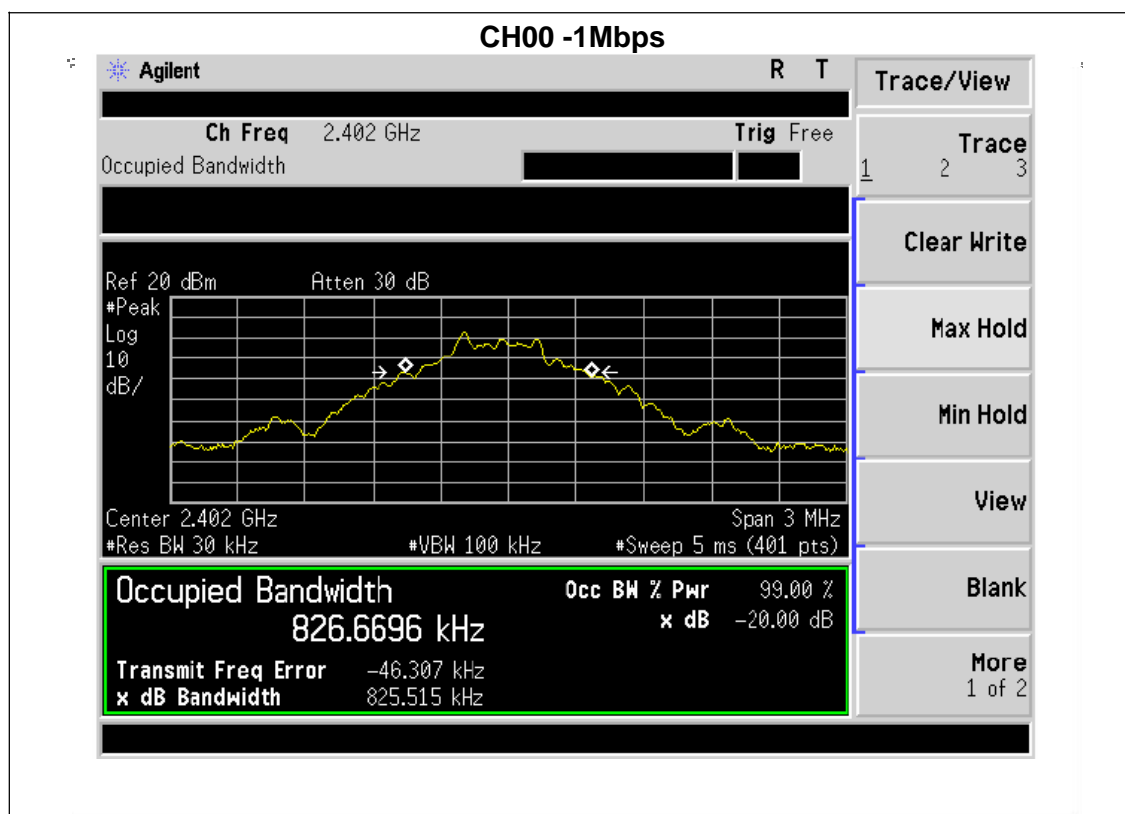 CH00 -1Mbps
Agilent
R T
Trace/View
Ch Freq 2.402 GHz
Trig Free
Occupied Bandwidth
Trace
1 2 3
Clear Write
Ref 20 dBm
Atten 30 dB
#Peak
Log
10
dB/
Max Hold
Min Hold
View
Center 2.402 GHz
Span 3 MHz
#Res BW 30 kHz
#VBW 100 kHz
#Sweep 5 ms (401 pts)
Occupied Bandwidth
826.6696 kHz
Occ BW % Pwr 99.00 %
x dB -20.00 dB
Blank
Transmit Freq Error -46.307 kHz
x dB Bandwidth 825.515 kHz
More
1 of 2